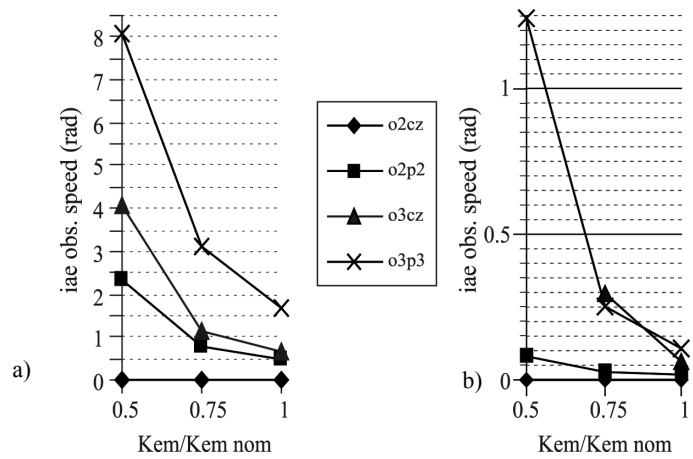 8
7
6
5
4
3
2
1
0
iae obs. speed (rad)
0.5 0.75 1
Kem/Kem nom
a)
o2cz
o2p2
o3cz
o3p3
1
0.5
0
iae obs. speed (rad)
0.5 0.75 1
Kem/Kem nom
b)